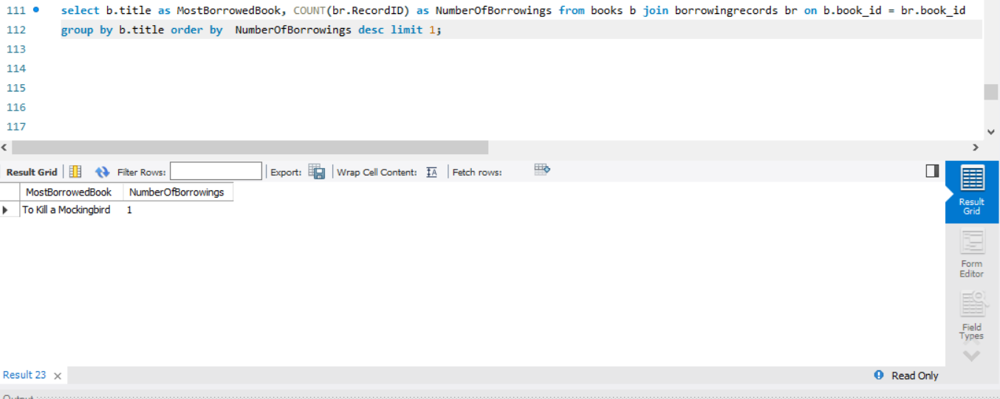 111 select b.title as MostBorrowedBook, COUNT(br.RecordID) as NumberOfBorrowings from books b join borrowingrecords br on b.book_id = br.book_id
112 group by b.title order by  NumberOfBorrowings desc limit 1;
113
114
115
116
117
Result Grid Filter Rows: Export: Wrap Cell Content: IA Fetch rows:
MostBorrowedBook NumberOfBorrowings
To Kill a Mockingbird 1
Result
Grid
Form
Editor
Field
Types
Result 23 × Read Only
Output